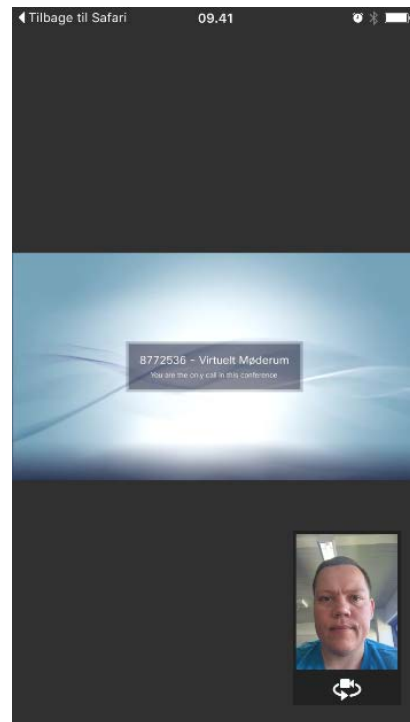 Tilbage til Safari
09.41
8772536 - Virtuelt Møderum
You are the only call in this conference